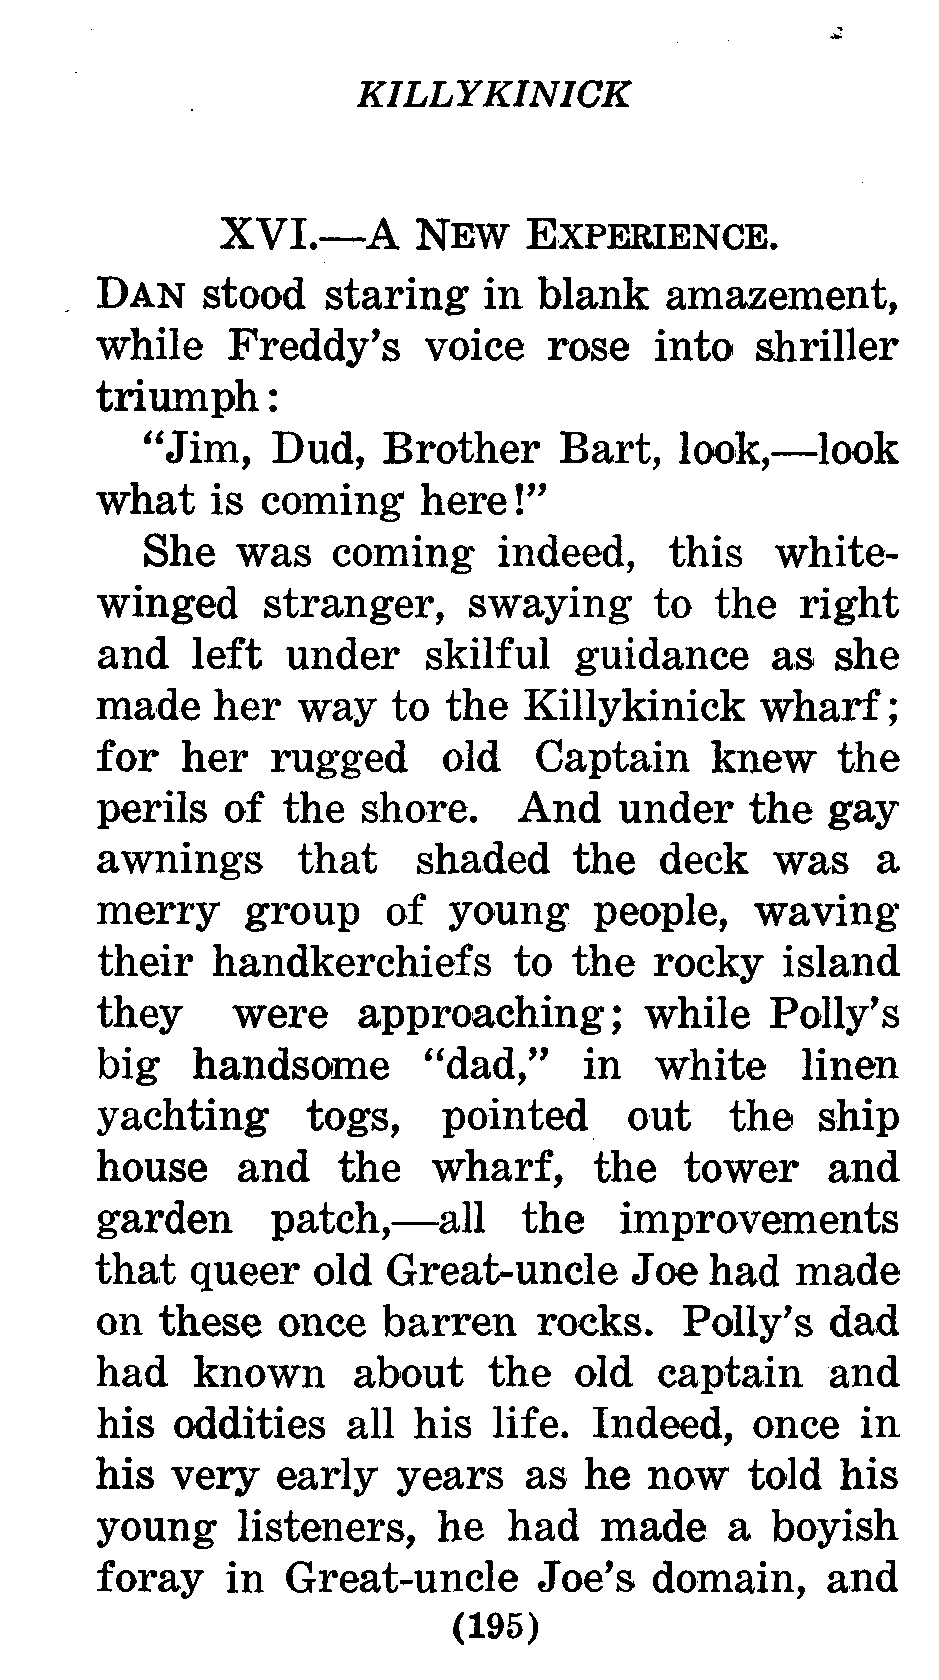 KILLYKINICK
XVI.—A NEW EXPERIENCE.
DAN stood staring in blank amazement,
while Freddy's voice rose into shriller
triumph:
"Jim, Dud, Brother Bart, look,—look
what is coming here!"
She was coming indeed, this white-
winged stranger, swaying to the right
and left under skilful guidance as she
made her way to the Killykinick wharf;
for her rugged old Captain knew the
perils of the shore. And under the gay
awnings that shaded the deck was a
merry group of young people, waving
their handkerchiefs to the rocky island
they were approaching; while Polly's
big handsome "dad," in white linen
yachting togs, pointed out the ship
house and the wharf, the tower and
garden patch,—all the improvements
that queer old Great-uncle Joe had made
on these once barren rocks. Polly's dad
had known about the old captain and
his oddities all his life. Indeed, once in
his very early years as he now told his
young listeners, he had made a boyish
foray in Great-uncle Joe's domain, and
(195)